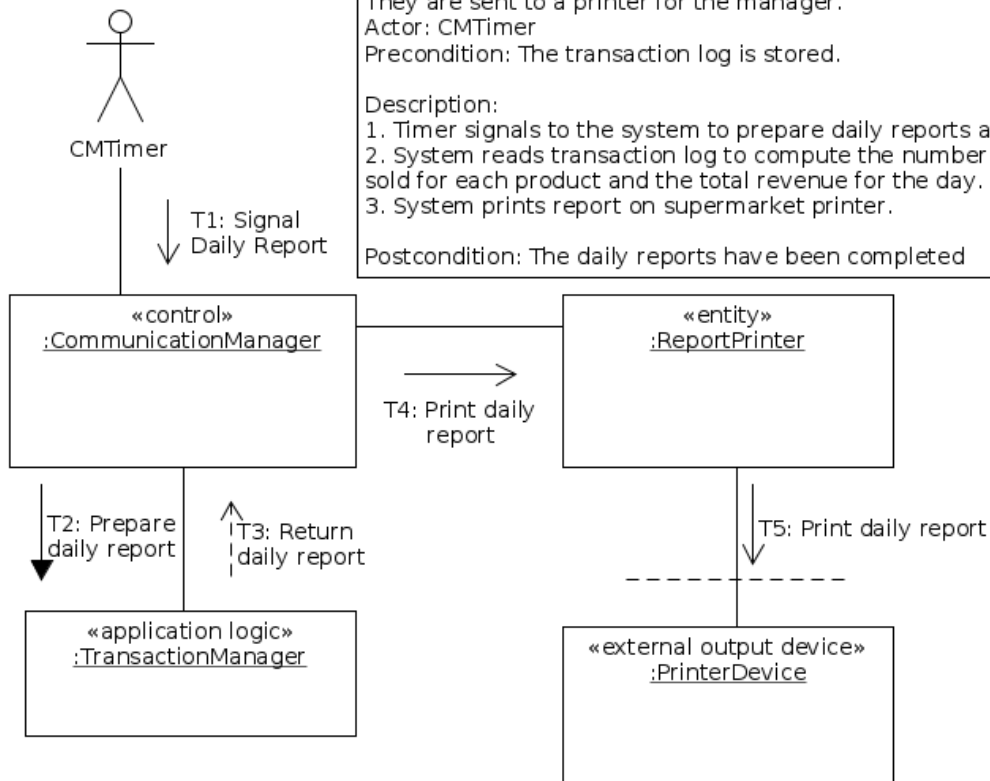 They are sent to a printer for the manager.
Actor: CMTimer
Precondition: The transaction log is stored.
Description:
1. Timer signals to the system to prepare daily reports a
2. System reads transaction log to compute the number
sold for each product and the total revenue for the day.
3. System prints report on supermarket printer.
Postcondition: The daily reports have been completed
CMTimer
T1: Signal
Daily Report
«control»
:CommunicationManager
«entity»
:ReportPrinter
T4: Print daily
report
T2: Prepare
daily report
T3: Return
daily report
T5: Print daily report
«application logic»
:TransactionManager
«external output device»
:PrinterDevice